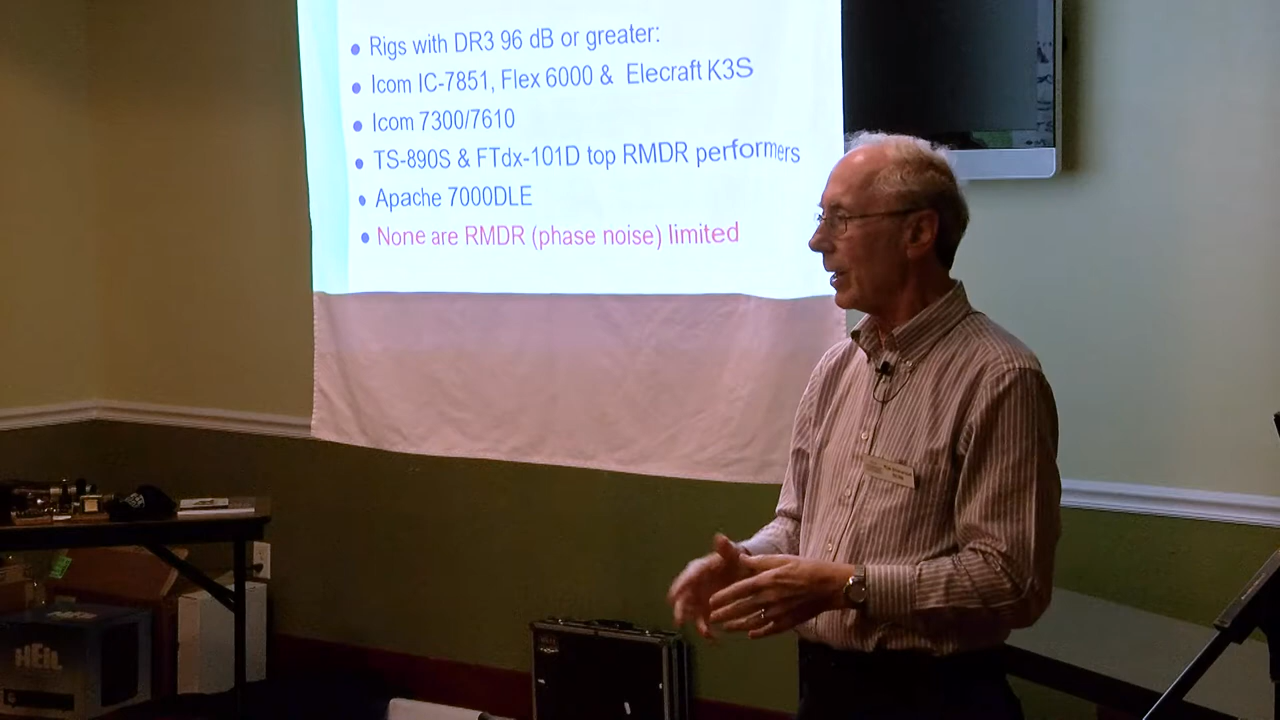 Rigs with DR3 96 dB or greater:
Icom IC-7851, Flex 6000 & Elecraft K3S
Icom 7300/7610
TS-890S & FTdx-101D top RMDR performers
Apache 7000DLE
None are RMDR (phase noise) limited
HEIL